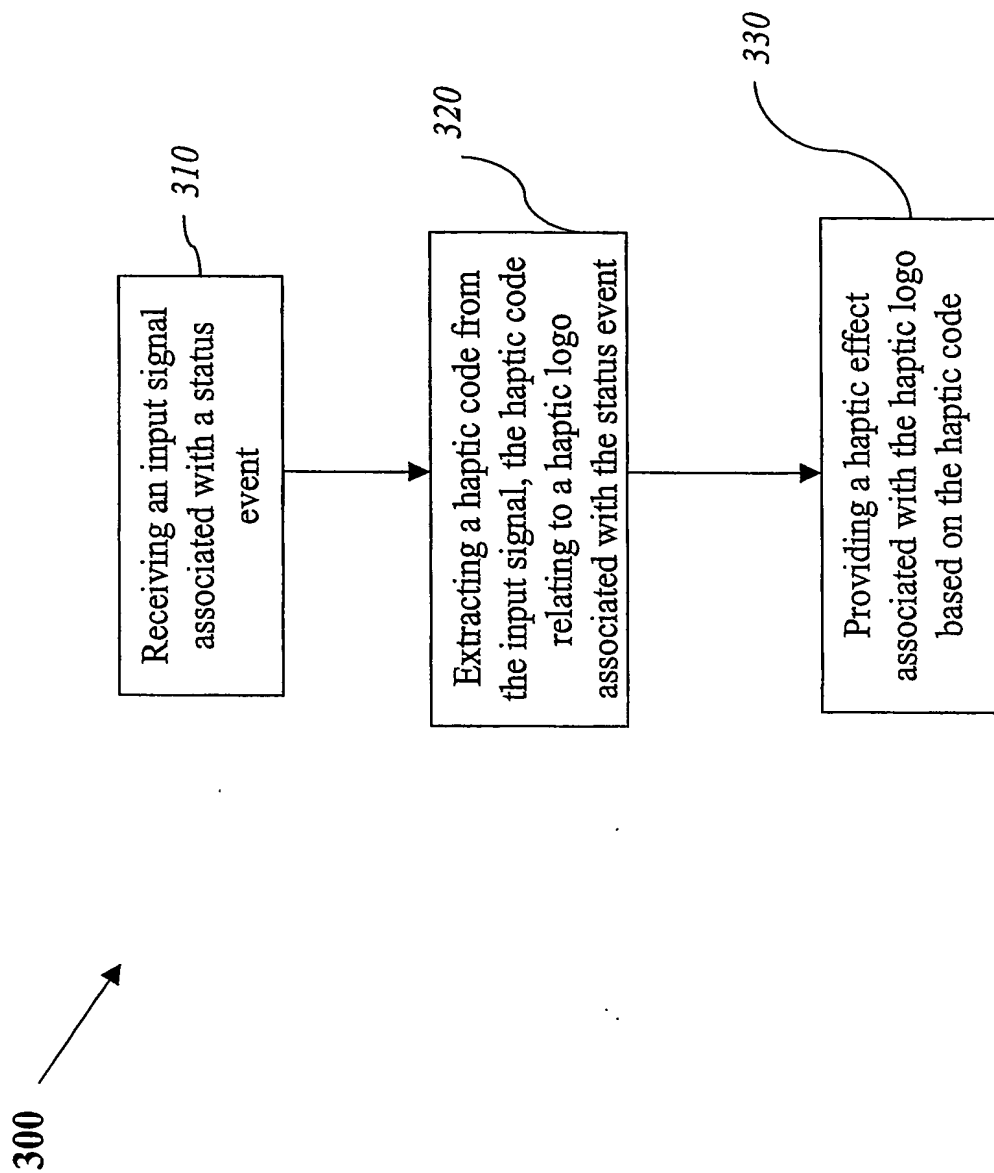 300
310
Receiving an input signal
associated with a status
event
320
Extracting a haptic code from
the input signal, the haptic code
relating to a haptic logo
associated with the status event
330
Providing a haptic effect
associated with the haptic logo
based on the haptic code